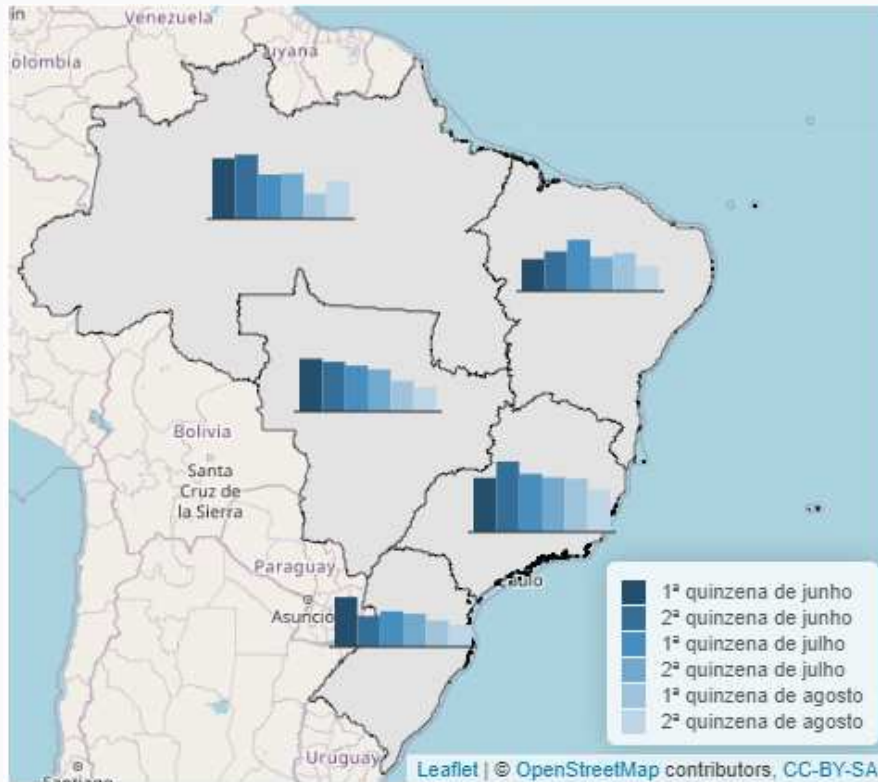 Venezuela
olombia
uyana
Bolivia
Santa
Cruz de
la Sierra
Paraguay
Asunció
aulo
Uruguay
Santiago
1ª quinzena de junho
2ª quinzena de junho
1ª quinzena de julho
2ª quinzena de julho
1ª quinzena de agosto
2ª quinzena de agosto
Leaflet | © OpenStreetMap contributors, CC-BY-SA